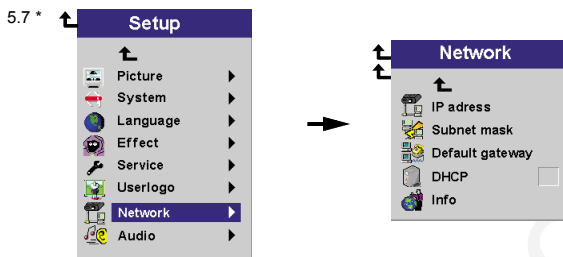 5.7 *
Setup
Picture
System
Language
Effect
Service
Userlogo
Network
Audio
Network
IP adress
Subnet mask
Default gateway
DHCP
Info